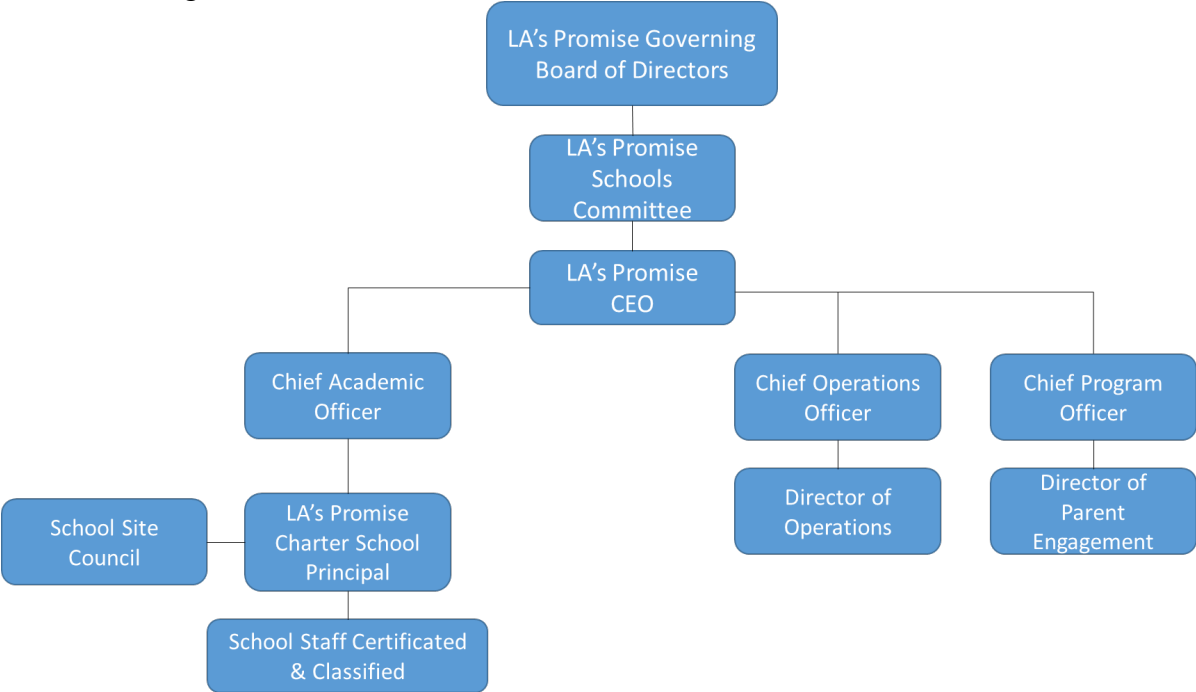 LA’s Promise Governing
Board of Directors
LA’s Promise
Schools
Committee
LA’s Promise
CEO
Chief Academic
Officer
Chief Operations
Officer
Chief Program
Officer
School Site
Council
LA’s Promise
Charter School
Principal
Director of
Operations
Director of
Parent
Engagement
School Staff Certificated
& Classified